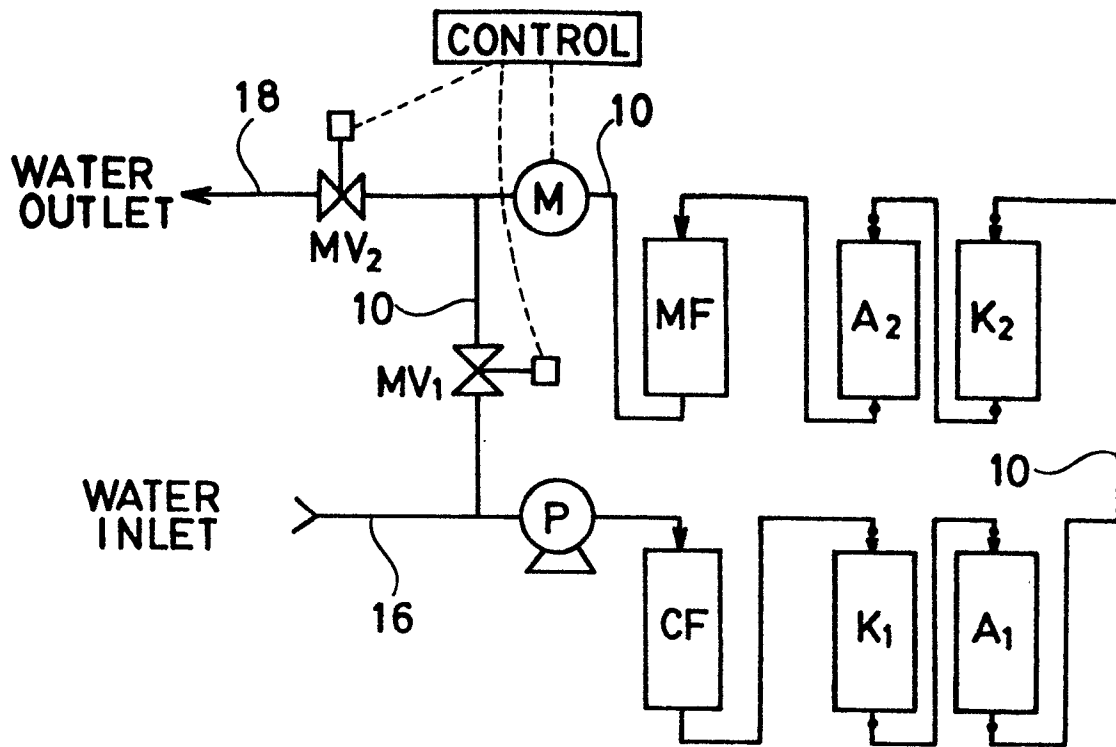 CONTROL
18
10
WATER
OUTLET
M
MV2
10
MF
A2
K2
MV1
10
WATER
INLET
P
16
CF
K1
A1